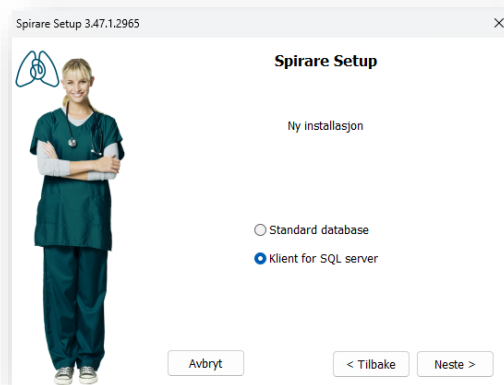 Spirare Setup 3.47.1.2965
Spirare Setup
Ny installasjon
Standard database
Klient for SQL server
Avbryt
< Tilbake
Neste >